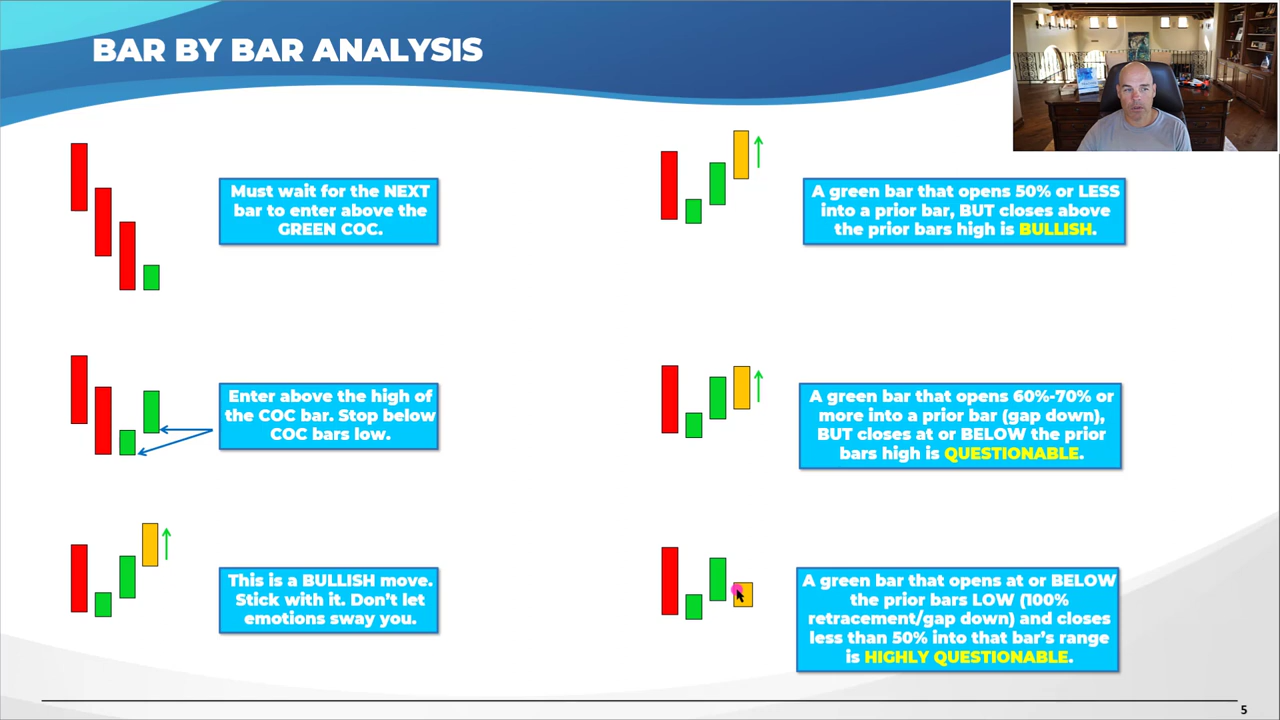 BAR BY BAR ANALYSIS
Must wait for the NEXT
bar to enter above the
GREEN COC.
Enter above the high of
the COC bar. Stop below
COC bars low.
This is a BULLISH move.
Stick with it. Don't let
emotions sway you.
A green bar that opens 50% or LESS
into a prior bar, BUT closes above
the prior bars high is BULLISH.
A green bar that opens 60%-70% or
more into a prior bar (gap down),
BUT closes at or BELOW the prior
bars high is QUESTIONABLE.
A green bar that opens at or BELOW
the prior bars LOW (100%
retracement/gap down) and closes
less than 50% into that bar's range
is HIGHLY QUESTIONABLE.
5